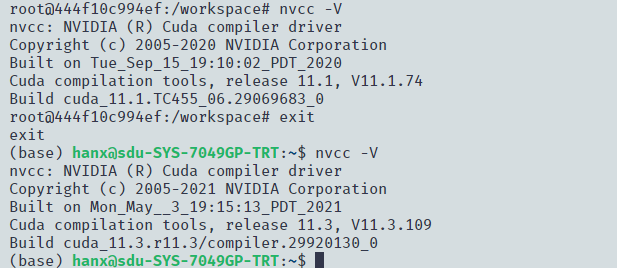 root@444f10c994ef:/workspace# nvcc -V
nvcc: NVIDIA (R) Cuda compiler driver
Copyright (c) 2005-2020 NVIDIA Corporation
Built on Tue_Sep_15_19:10:02_PDT_2020
Cuda compilation tools, release 11.1, V11.1.74
Build cuda_11.1.TC455_06.29069683_0
root@444f10c994ef:/workspace# exit
exit
(base) hanx@sdu-SYS-7049GP-TRT:~$ nvcc -V
nvcc: NVIDIA (R) Cuda compiler driver
Copyright (c) 2005-2021 NVIDIA Corporation
Built on Mon_May__3_19:15:13_PDT_2021
Cuda compilation tools, release 11.3, V11.3.109
Build cuda_11.3.r11.3/compiler.29920130_0
(base) hanx@sdu-SYS-7049GP-TRT:~$